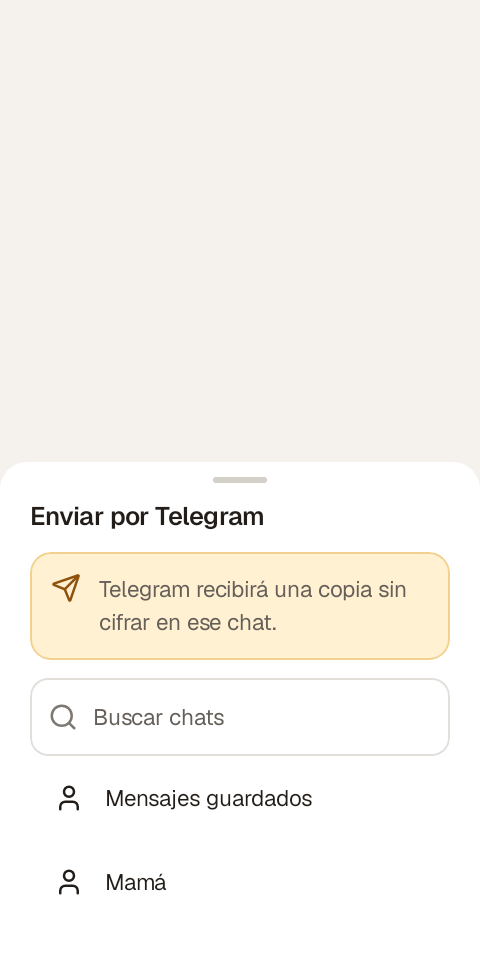 Enviar por Telegram
Telegram recibirá una copia sin
cifrar en ese chat.
Buscar chats
Mensajes guardados
Mamá